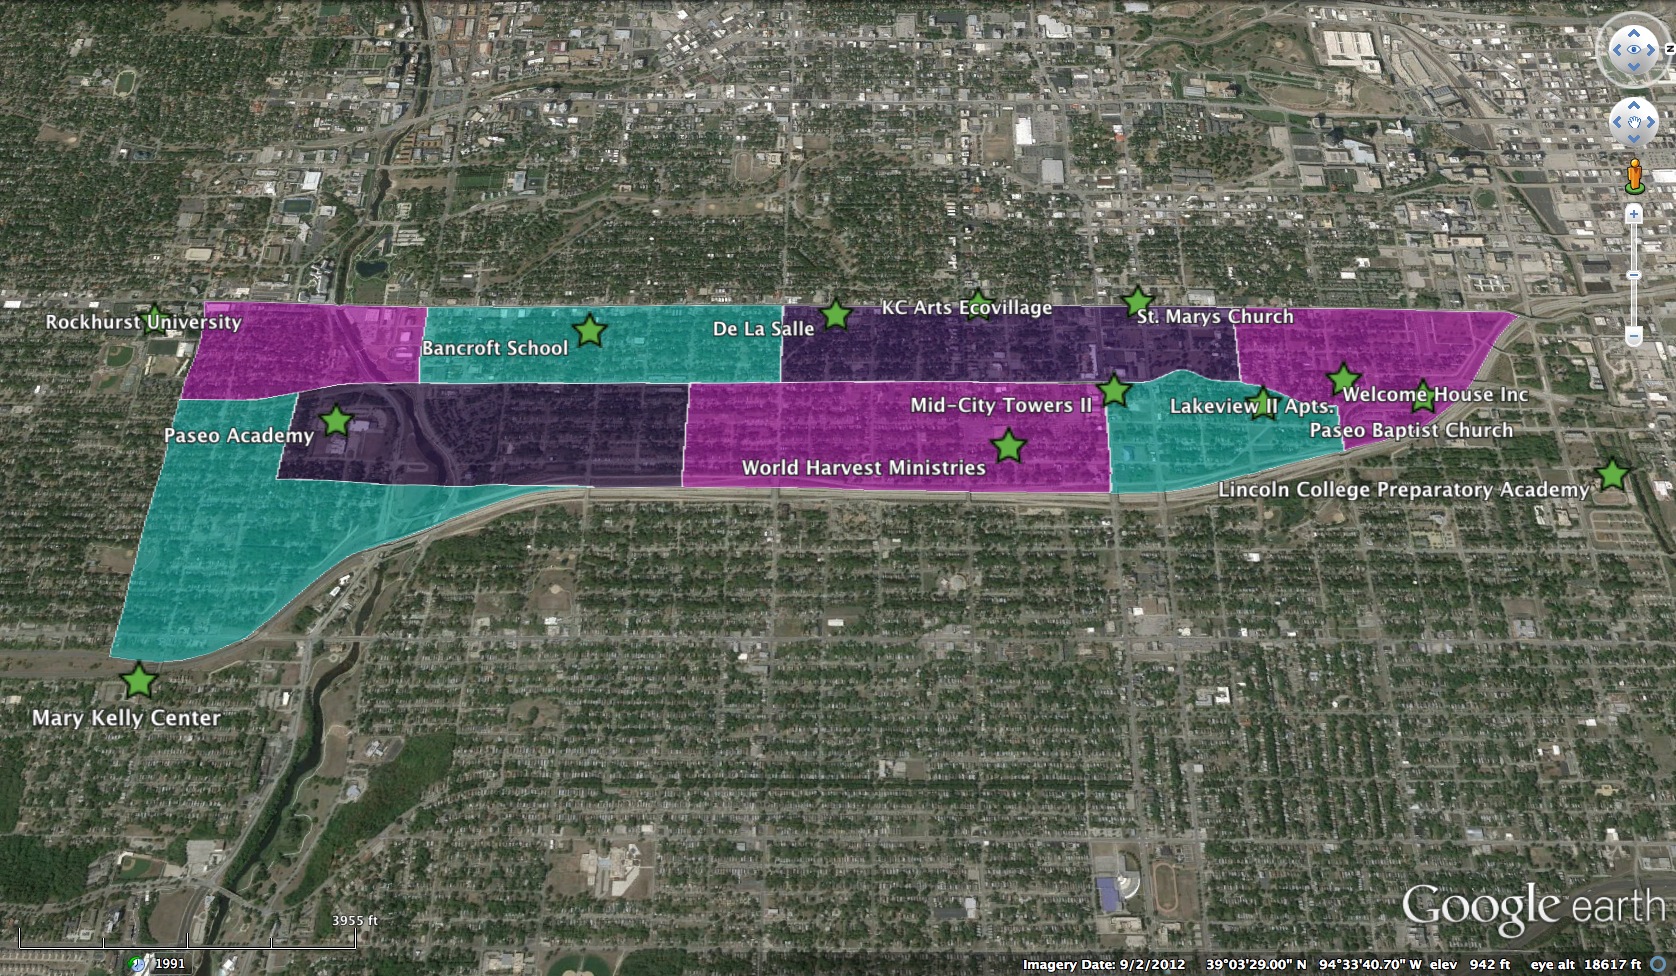 N
KC Arts Ecovillage
St. Marys Church
Rockhurst University
De La Salle
Bancroft School
Welcome House Inc
Mid-City Towers II
Lakeview II Apts.
Paseo Baptist Church
Paseo Academy
World Harvest Ministries
Lincoln College Preparatory Academy
Mary Kelly Center
Google earth
3955 ft
1991
Imagery Date: 9/2/2012 39°03'29.00" N 94°33'40.70" W elev 942 ft eye alt 18617 ft